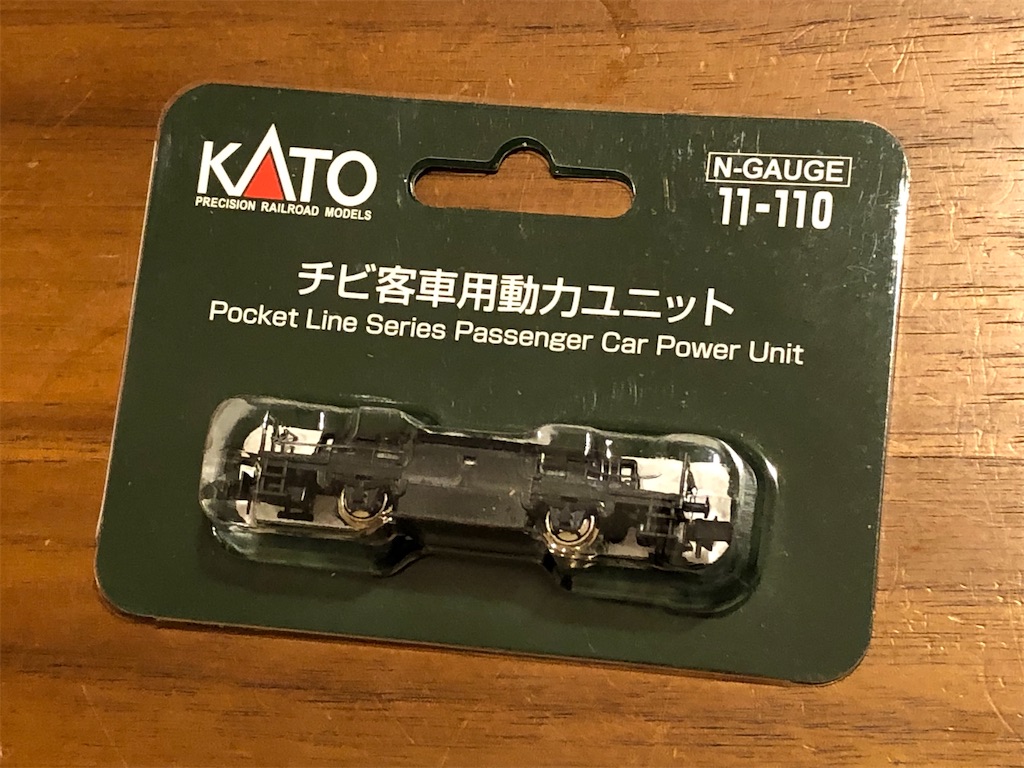 KATO
PRECISION RAILROAD MODELS
N-GAUGE
11-110
チビ客車用動力ユニット
Pocket Line Series Passenger Car Power Unit